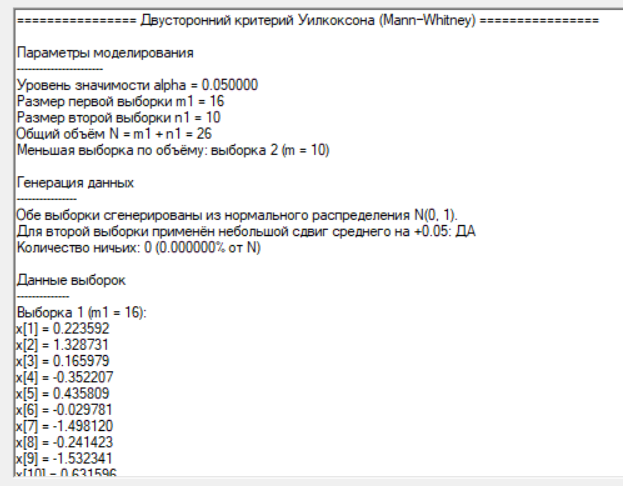 ================ Двусторонний критерий Уилкоксона (Mann-Whitney) ================
Параметры моделирования
-----------------------
Уровень значимости alpha = 0.050000
Размер первой выборки m1 = 16
Размер второй выборки n1 = 10
Общий объём N = m1 + n1 = 26
Меньшая выборка по объёму: выборка 2 (m = 10)
Генерация данных
----------------
Обе выборки сгенерированы из нормального распределения N(0, 1).
Для второй выборки применён небольшой сдвиг среднего на +0.05: ДА
Количество ничьих: 0 (0.000000% от N)
Данные выборок
--------------
Выборка 1 (m1 = 16):
x[1] = 0.223592
x[2] = 1.328731
x[3] = 0.165979
x[4] = -0.352207
x[5] = 0.435809
x[6] = -0.029781
x[7] = -1.498120
x[8] = -0.241423
x[9] = -1.532341
x[10] = 0.631596